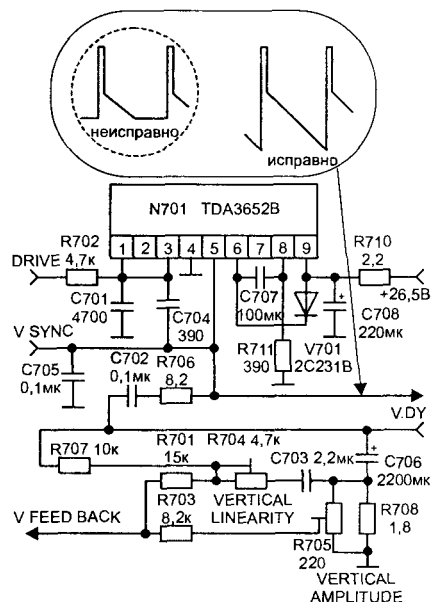 неисправно
исправно
N701 TDA3652B
1 2 3 4 5 6 7 8 9
R702
4,7к
DRIVE
R710
2,2
+26,5В
C701
4700
C704
390
C707
100мк
C708
220мк
V SYNC
C702
0,1мк
R706
8,2
R711
390
V701
2C231B
C705
0,1мк
V.DY
R707 10к
R701
15к
R704 4,7к
C703 2,2мк
C706
2200мк
R703
8,2к
VERTICAL
LINEARITY
R708
1,8
V FEED BACK
R705
220
VERTICAL
AMPLITUDE